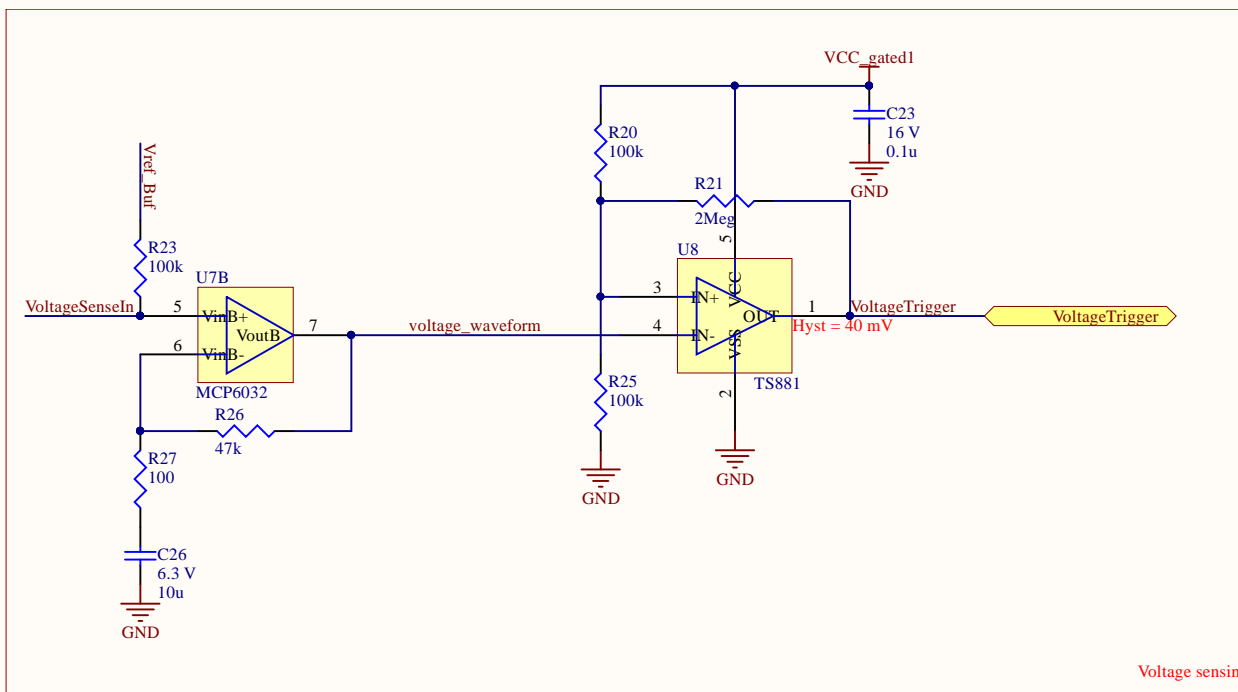 VCC_gated1
C23
16 V
0.1u
GND
R20
100k
R21
2Meg
Vref_Buf
R23
100k
U7B
VoltageSenseIn
5
VinB+
VoutB
7
6
VinB-
MCP6032
voltage_waveform
U8
5
VCC
3
IN+
4
IN-
OUT
1
VSS
2
VoltageTrigger
VoltageTrigger
Hyst = 40 mV
TS881
R26
47k
R25
100k
GND
GND
R27
100
C26
6.3 V
10u
GND
Voltage sensin